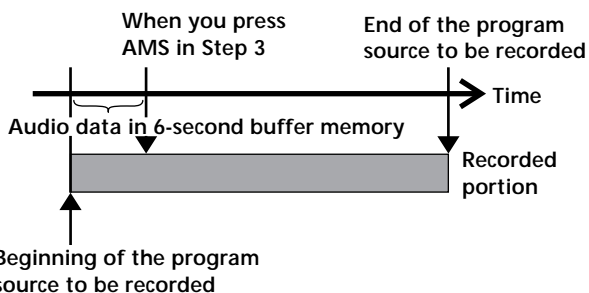 When you press
AMS in Step 3
End of the program
source to be recorded
Time
Audio data in 6-second buffer memory
Recorded
portion
Beginning of the program
source to be recorded